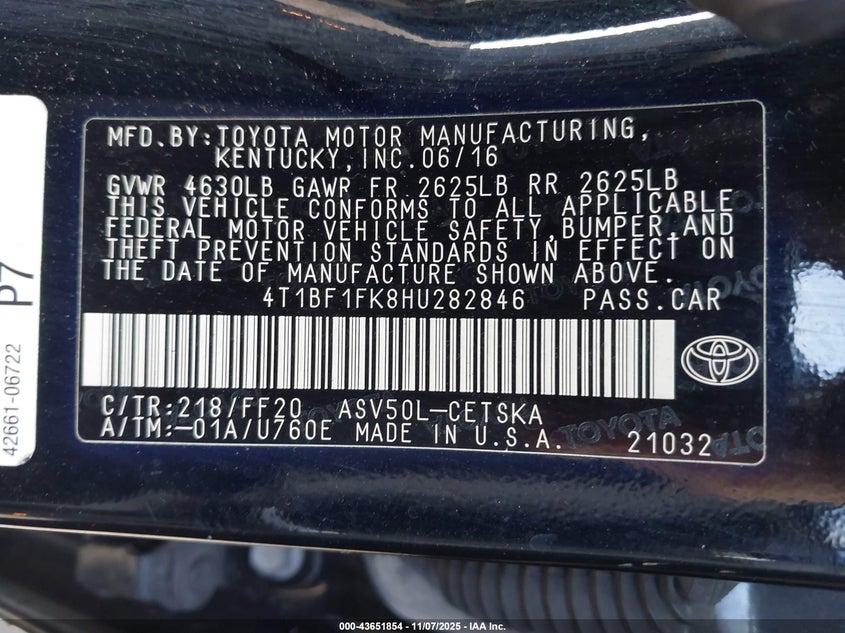 MFD.BY:TOYOTA MOTOR MANUFACTURING,
KENTUCKY,INC.06/16
GVWR 4630LB GAWR FR 2625LB RR 2625LB
THIS VEHICLE CONFORMS TO ALL APPLICABLE
FEDERAL MOTOR VEHICLE SAFETY,BUMPER,AND
THEFT PREVENTION STANDARDS IN EFFECT ON
THE DATE OF MANUFACTURE SHOWN ABOVE.
4T1BF1FK8HU282846 PASS.CAR
C/TR:218/FF20 ASV50L-CETSKA
A/TM:-01A/U760E MADE IN U.S.A. 21032
TOYOTA
P7
42661-06722
000-43651854 - 11/07/2025 - IAA Inc.